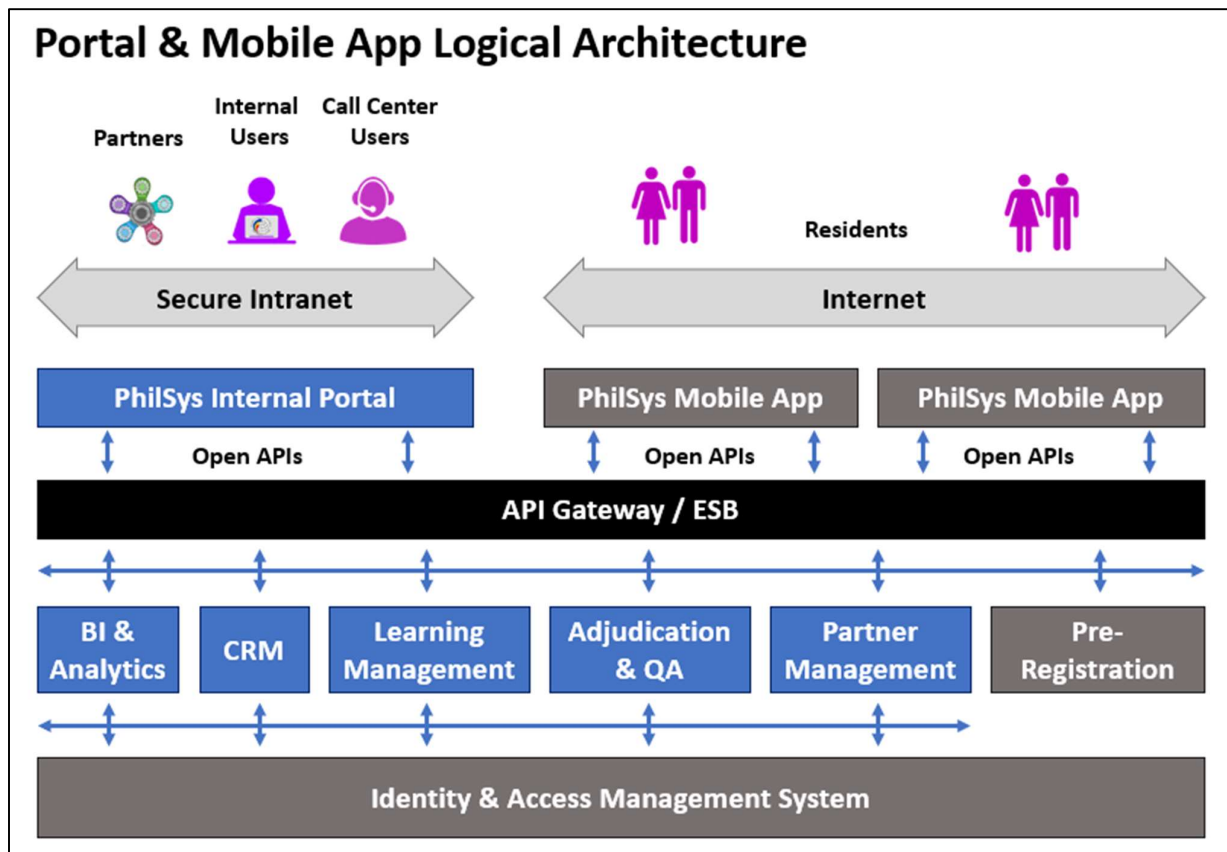 Portal & Mobile App Logical Architecture
Partners
Internal
Users
Call Center
Users
Residents
Secure Intranet
Internet
PhilSys Internal Portal
PhilSys Mobile App
PhilSys Mobile App
Open APIs
Open APIs
Open APIs
API Gateway / ESB
BI &
Analytics
CRM
Learning
Management
Adjudication
& QA
Partner
Management
Pre-
Registration
Identity & Access Management System